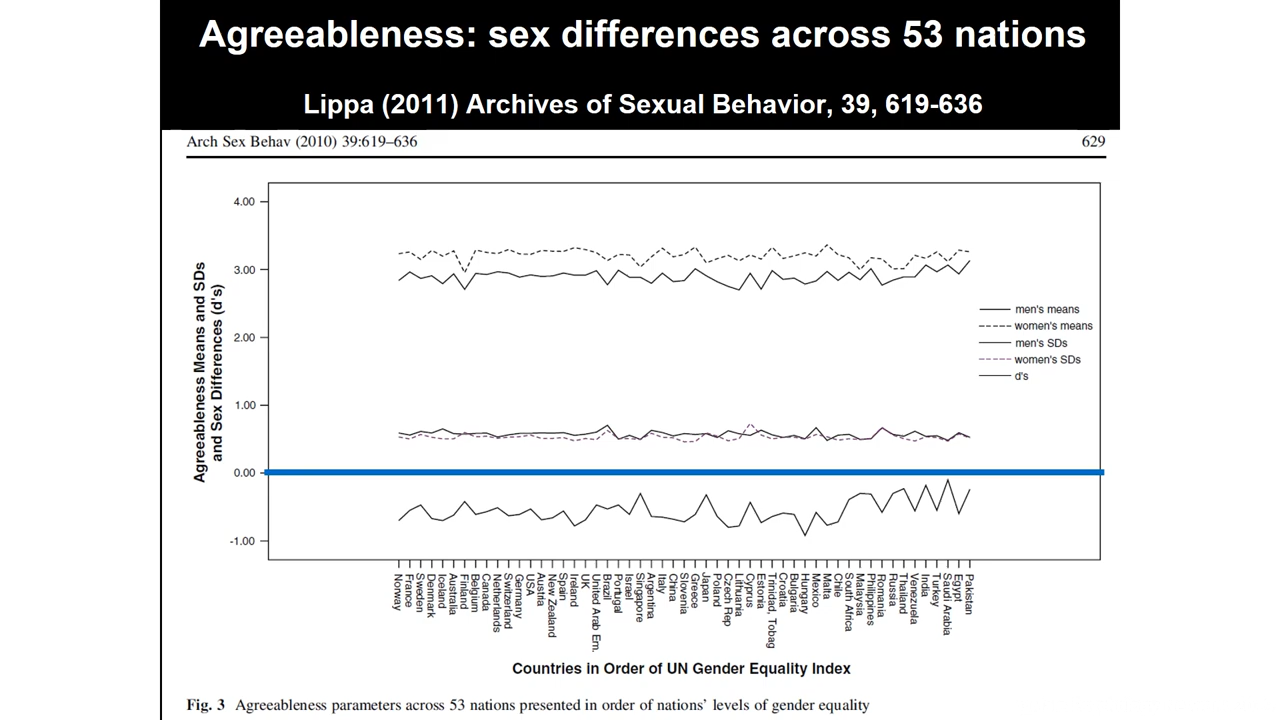 Agreeableness: sex differences across 53 nations
Lippa (2011) Archives of Sexual Behavior, 39, 619-636
Arch Sex Behav (2010) 39:619–636
629
Agreeableness Means and SDs
and Sex Differences (d's)
4.00
3.00
2.00
1.00
0.00
-1.00
men's means
women's means
men's SDs
women's SDs
d's
Norway
France
Sweden
Denmark
Iceland
Australia
Finland
Belgium
Canada
Netherlands
Switzerland
Germany
USA
Austria
New Zealand
Spain
Ireland
UK
United Arab Em.
Brazil
Portugal
Israel
Singapore
Argentina
Italy
China
Slovenia
Greece
Japan
Poland
Czech Rep
Lithuania
Cyprus
Estonia
Trinidad, Tobag
Croatia
Bulgaria
Hungary
Mexico
Malta
Chile
South Africa
Malaysia
Philippines
Romania
Russia
Thailand
Venezuela
India
Turkey
Saudi Arabia
Egypt
Pakistan
Countries in Order of UN Gender Equality Index
Fig. 3 Agreeableness parameters across 53 nations presented in order of nations' levels of gender equality